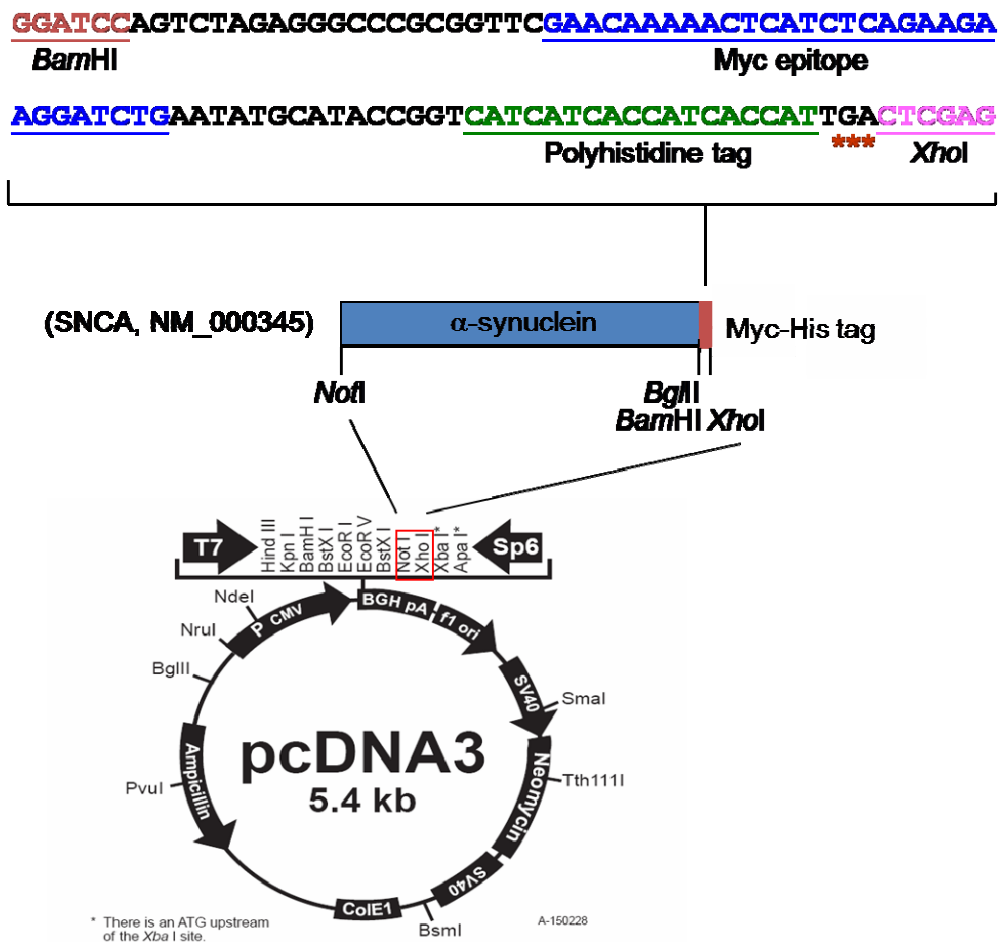 GGATCCAGTCTAGAGGGCCCGCGGTTCGAACAAAAACTCATCTCAGAAGA
BamHI Myc epitope
AGGATCTGAATATGCATACCGGTCATCATCACCATCACCATTGACTCGAG
Polyhistidine tag *** XhoI
(SNCA, NM_000345) α-synuclein Myc-His tag
NotI BglII
BamHI XhoI
T7 Hind III Kpn I BamH I BstX I EcoR I EcoR V BstX I Not I Xho I Xba I* Apa I* Sp6
NdeI P CMV BGH pA f1 ori
NruI
BglII SV40 SmaI
pcDNA3
5.4 kb
Ampicillin Neomycin
PvuI Tth111I
SV40
ColE1 BsmI
* There is an ATG upstream
of the Xba I site.
A-150228